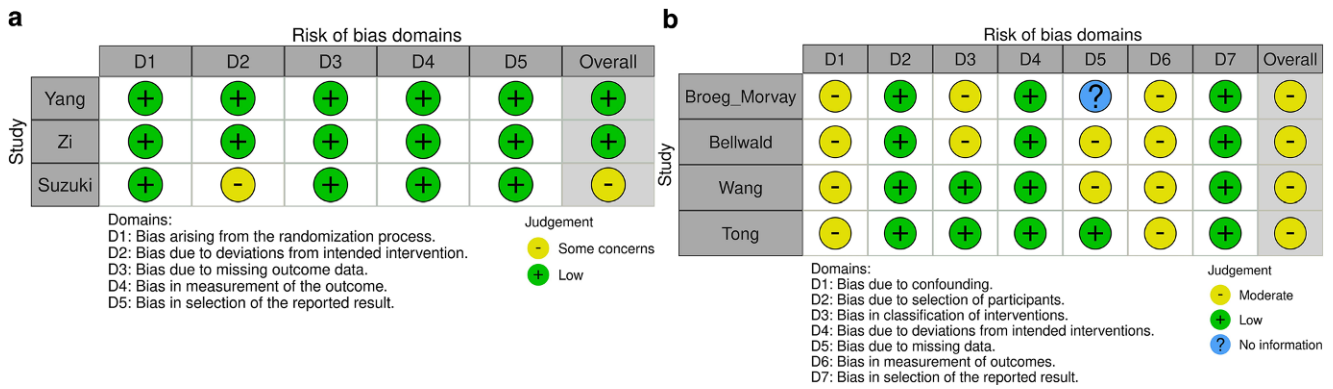 a
Risk of bias domains
D1 D2 D3 D4 D5 Overall
Study
Yang + + + + + +
Zi + + + + + +
Suzuki + - + + + -
Domains:
D1: Bias arising from the randomization process.
D2: Bias due to deviations from intended intervention.
D3: Bias due to missing outcome data.
D4: Bias in measurement of the outcome.
D5: Bias in selection of the reported result.
Judgement
- Some concerns
+ Low
b
Risk of bias domains
D1 D2 D3 D4 D5 D6 D7 Overall
Study
Broeg_Morvay - + - + ? - + -
Bellwald - + - + - - + -
Wang - + + + - - + -
Tong - + + + + - + -
Domains:
D1: Bias due to confounding.
D2: Bias due to selection of participants.
D3: Bias in classification of interventions.
D4: Bias due to deviations from intended interventions.
D5: Bias due to missing data.
D6: Bias in measurement of outcomes.
D7: Bias in selection of the reported result.
Judgement
- Moderate
+ Low
? No information